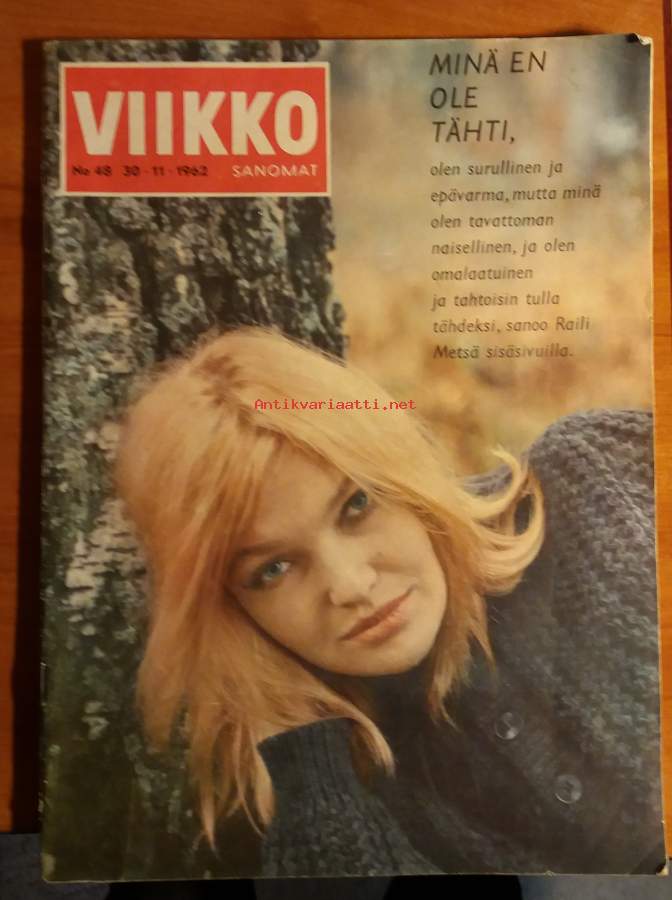 VIIKKO
No 48 30·11·1962 SANOMAT
MINÄ EN
OLE
TÄHTI,
olen surullinen ja
epävarma, mutta minä
olen tavattoman
naisellinen, ja olen
omalaatuinen
ja tahtoisin tulla
tähdeksi, sanoo Raili
Metsä sisäsivuilla.
Antikvariaatti.net